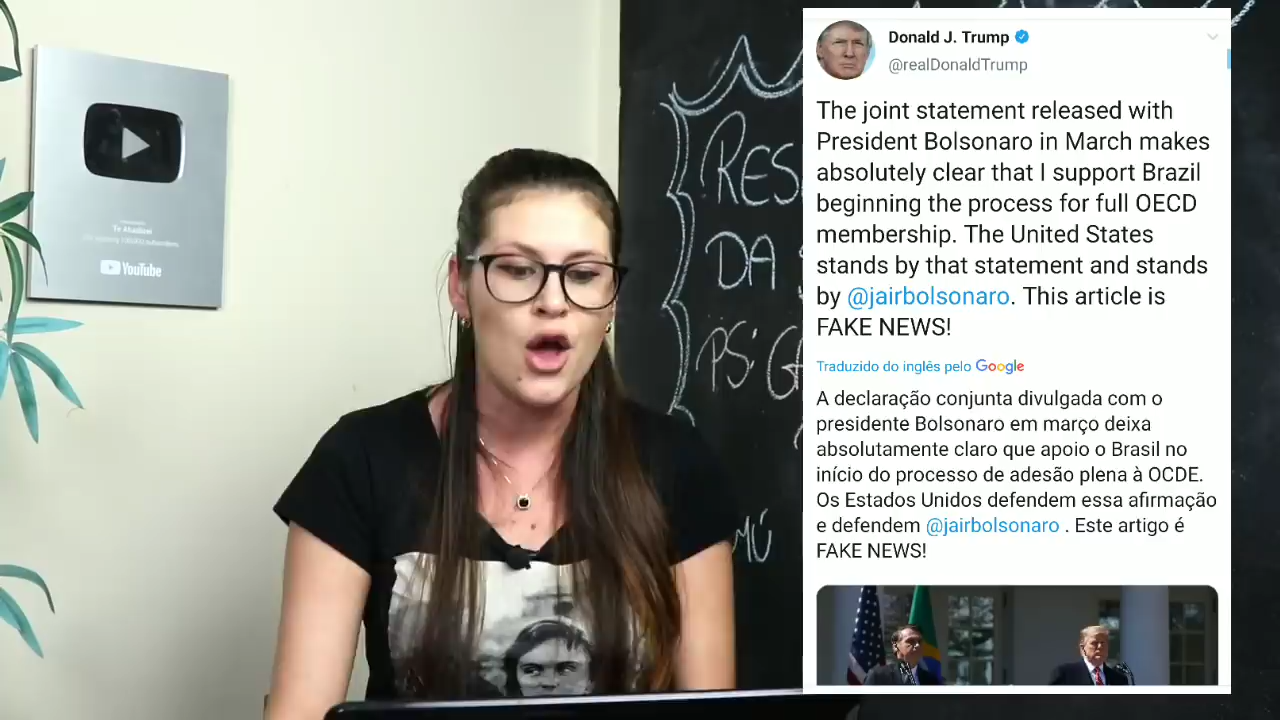 YouTube
RES
DA
PSIGA
MÚ
Donald J. Trump
@realDonaldTrump
The joint statement released with
President Bolsonaro in March makes
absolutely clear that I support Brazil
beginning the process for full OECD
membership. The United States
stands by that statement and stands
by @jairbolsonaro. This article is
FAKE NEWS!
Traduzido do inglês pelo Google
A declaração conjunta divulgada com o
presidente Bolsonaro em março deixa
absolutamente claro que apoio o Brasil no
início do processo de adesão plena à OCDE.
Os Estados Unidos defendem essa afirmação
e defendem @jairbolsonaro . Este artigo é
FAKE NEWS!